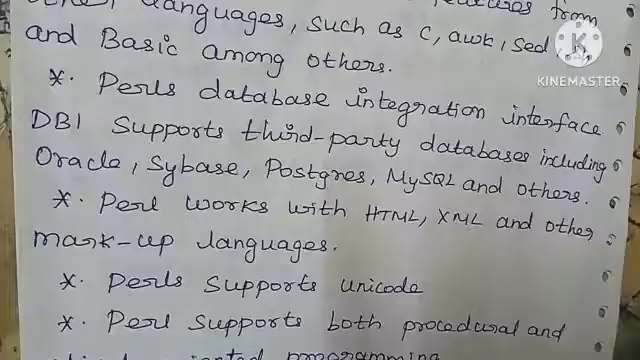 languages, such as C, awk, sed
and Basic among others.
*. Perls database integration interface
DBI supports third-party databases including
Oracle, Sybase, Postgres, MySQL and others.
*. Perl works with HTML, XML and other
mark-up languages.
*. Perls supports unicode
*. Perl supports both procedural and
programming
KINEMASTER